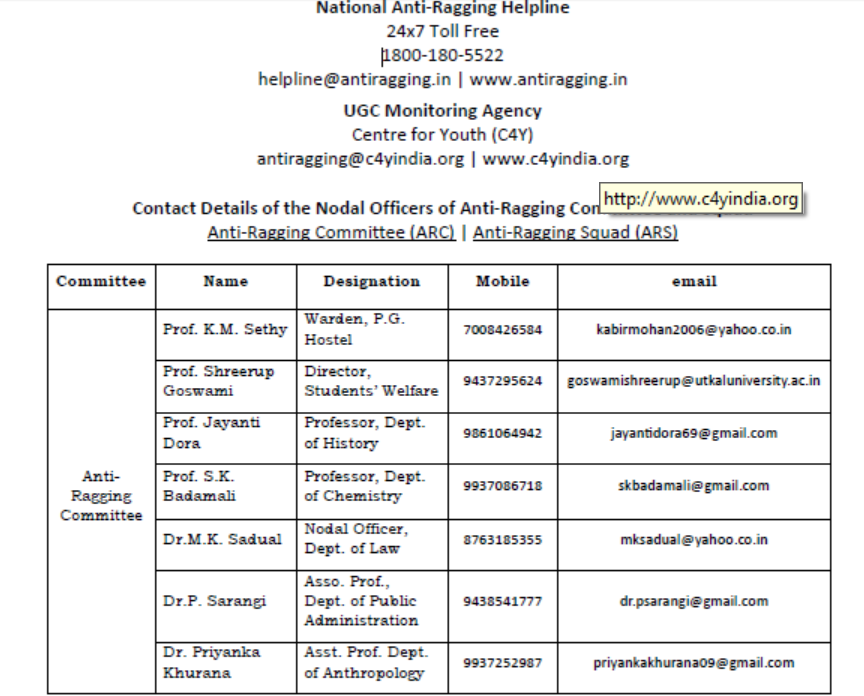 National Anti-Ragging Helpline
24x7 Toll Free
1800-180-5522
helpline@antiragging.in | www.antiragging.in
UGC Monitoring Agency
Centre for Youth (C4Y)
antiragging@c4yindia.org | www.c4yindia.org
http://www.c4yindia.org
Contact Details of the Nodal Officers of Anti-Ragging
Anti-Ragging Committee (ARC) | Anti-Ragging Squad (ARS)
Committee Name Designation Mobile email
Anti-
Ragging
Committee
Prof. K.M. Sethy Warden, P.G. 7008426584 kabirmohan2006@yahoo.co.in
Hostel
Prof. Shreerup Director, 9437295624 goswamishreerup@utkaluniversity.ac.in
Goswami Students' Welfare
Prof. Jayanti Professor, Dept. 9861064942 jayantidora69@gmail.com
Dora of History
Prof. S.K. Professor, Dept. 9937086718 skbadamali@gmail.com
Badamali of Chemistry
Dr.M.K. Sadual Nodal Officer, 8763185355 mksadual@yahoo.co.in
Dept. of Law
Dr.P. Sarangi Asso. Prof., 9438541777 dr.psarangi@gmail.com
Dept. of Public
Administration
Dr. Priyanka Asst. Prof. Dept. 9937252987 priyankakhurana09@gmail.com
Khurana of Anthropology